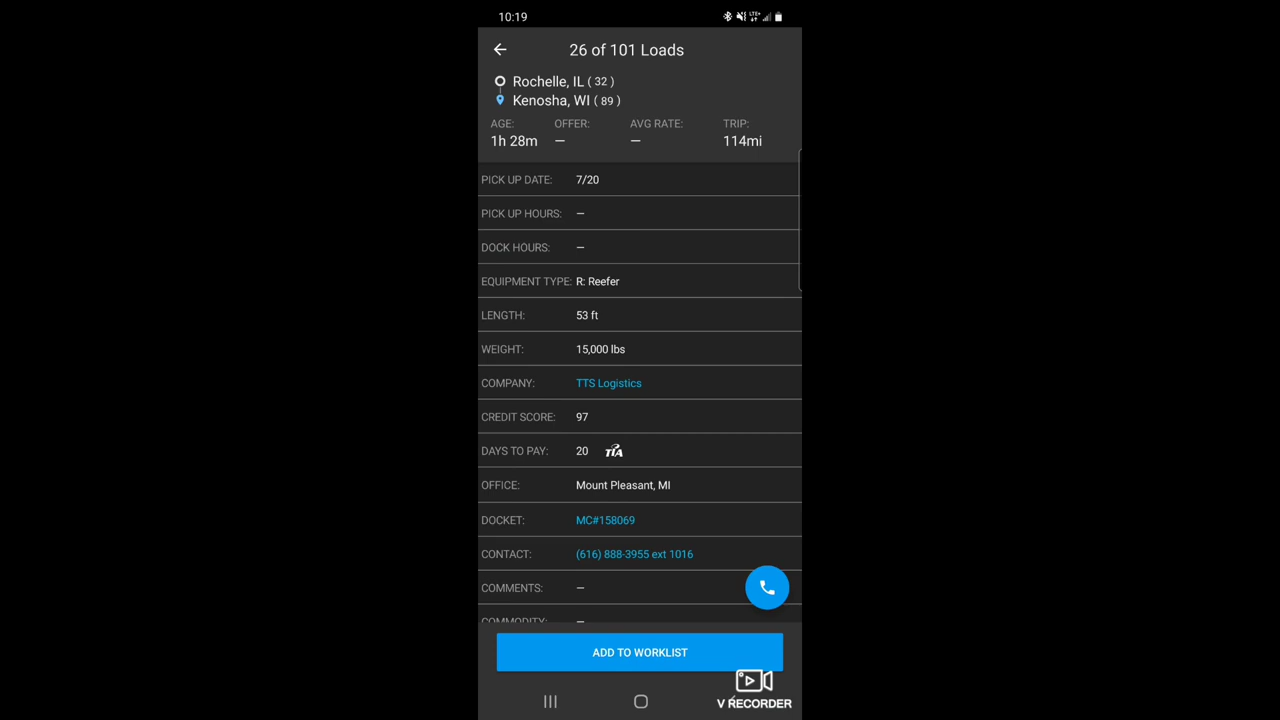 10:19
LTE+
26 of 101 Loads
Rochelle, IL ( 32 )
Kenosha, WI ( 89 )
AGE: OFFER: AVG RATE: TRIP:
1h 28m — — 114mi
PICK UP DATE: 7/20
PICK UP HOURS: —
DOCK HOURS: —
EQUIPMENT TYPE: R: Reefer
LENGTH: 53 ft
WEIGHT: 15,000 lbs
COMPANY: TTS Logistics
CREDIT SCORE: 97
DAYS TO PAY: 20 TIA
OFFICE: Mount Pleasant, MI
DOCKET: MC#158069
CONTACT: (616) 888-3955 ext 1016
COMMENTS: —
COMMODITY: —
ADD TO WORKLIST
V RECORDER